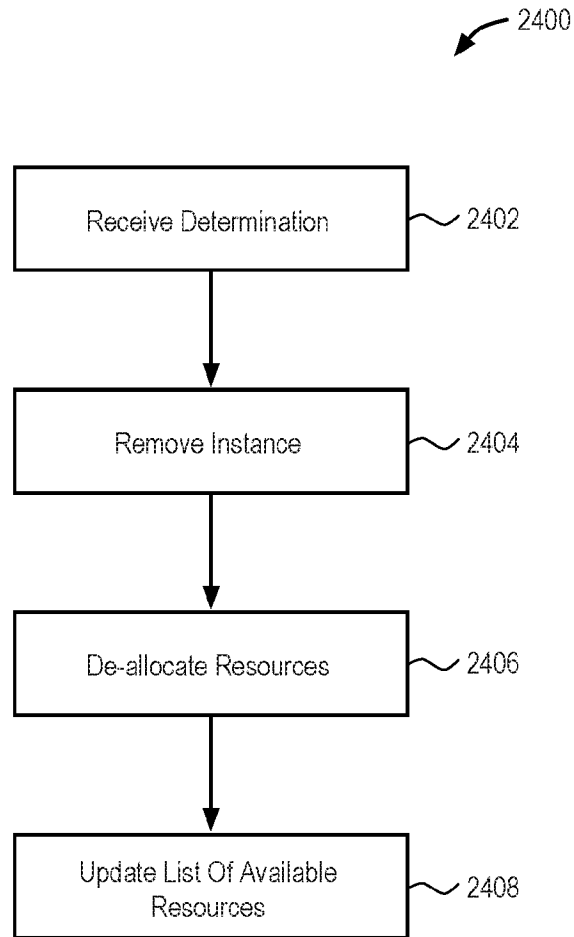 2400
Receive Determination
2402
Remove Instance
2404
De-allocate Resources
2406
Update List Of Available
Resources
2408